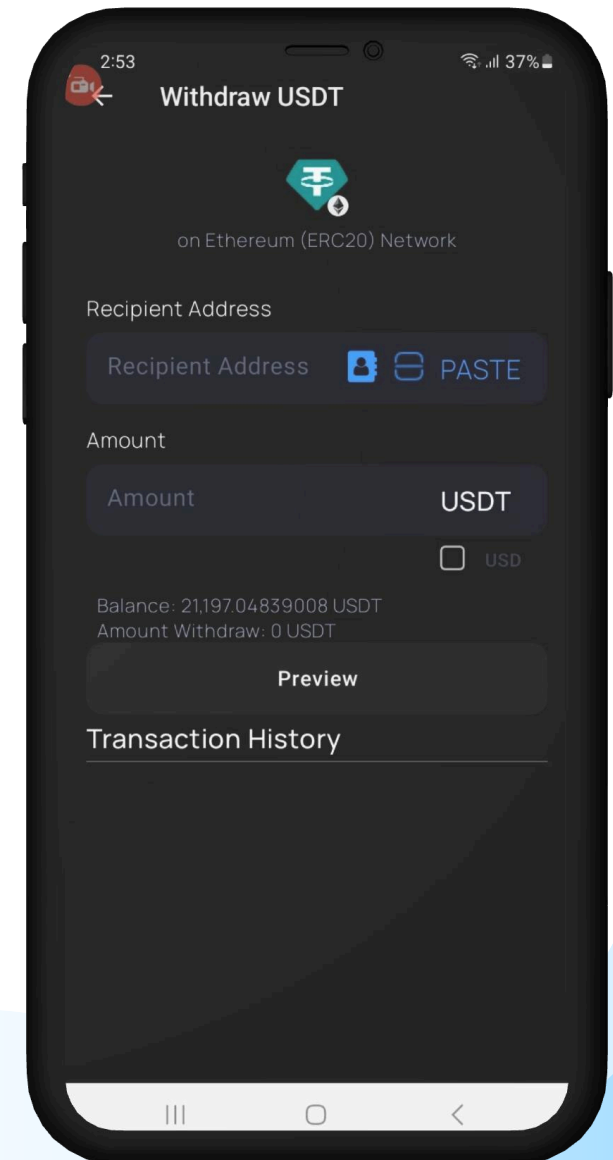 2:53 37%
Withdraw USDT
on Ethereum (ERC20) Network
Recipient Address
Recipient Address PASTE
Amount
Amount USDT
USD
Balance: 21,197.04839008 USDT
Amount Withdraw: 0 USDT
Preview
Transaction History